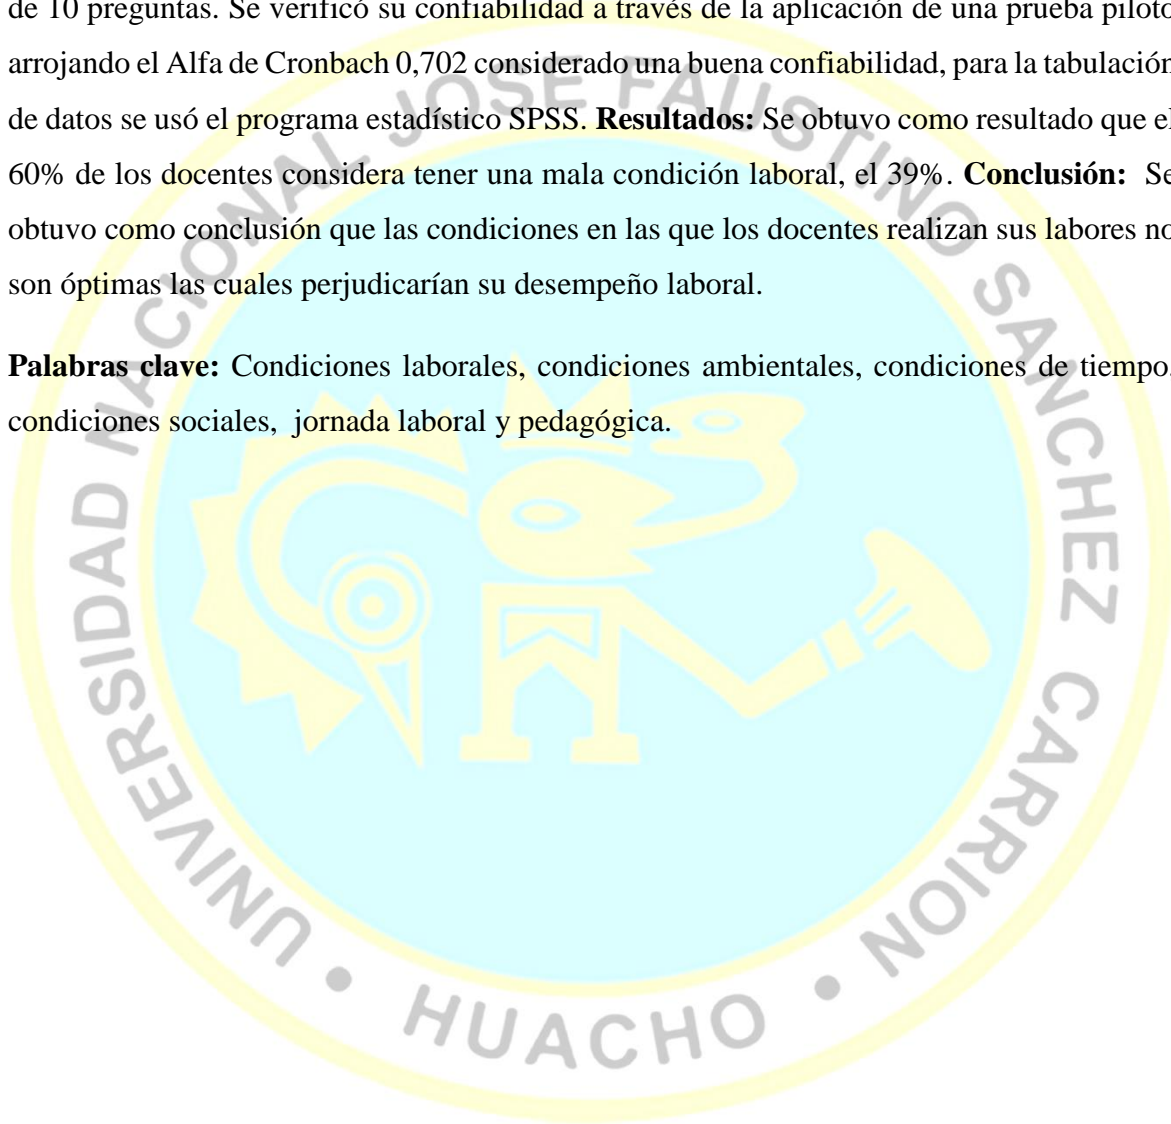 de 10 preguntas. Se verificó su confiabilidad a través de la aplicación de una prueba piloto
arrojando el Alfa de Cronbach 0,702 considerado una buena confiabilidad, para la tabulación
de datos se usó el programa estadístico SPSS. Resultados: Se obtuvo como resultado que el
60% de los docentes considera tener una mala condición laboral, el 39%. Conclusión: Se
obtuvo como conclusión que las condiciones en las que los docentes realizan sus labores no
son óptimas las cuales perjudicarían su desempeño laboral.
Palabras clave: Condiciones laborales, condiciones ambientales, condiciones de tiempo,
condiciones sociales, jornada laboral y pedagógica.
UNIVERSIDAD NACIONAL JOSE FAUSTINO SANCHEZ CARRION
• HUACHO •